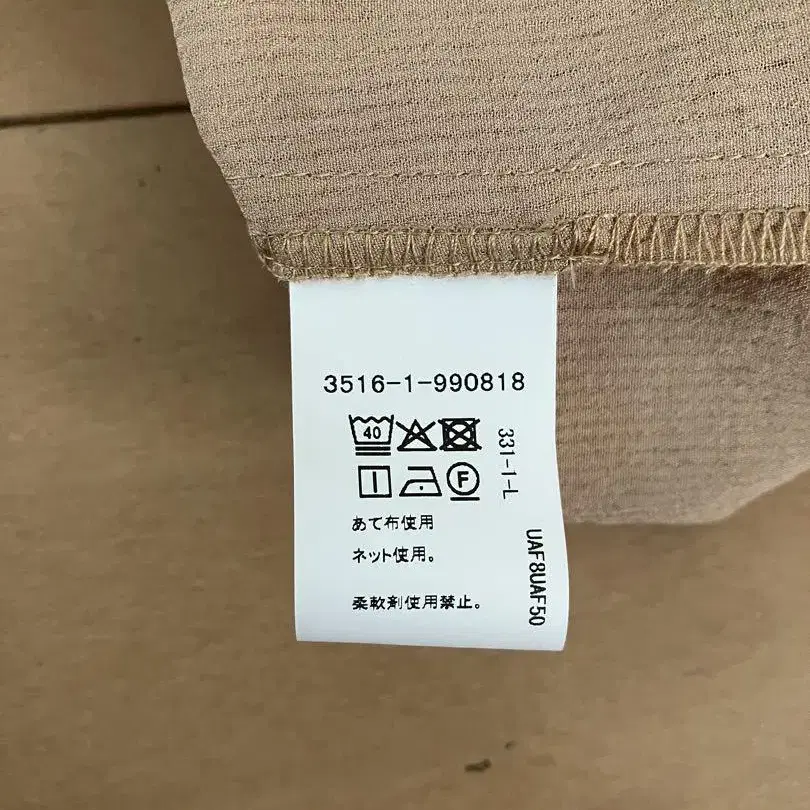 3516-1-990818
40
F
331-1-L
あて布使用
ネット使用。
柔軟剤使用禁止。
UAF8UAF50